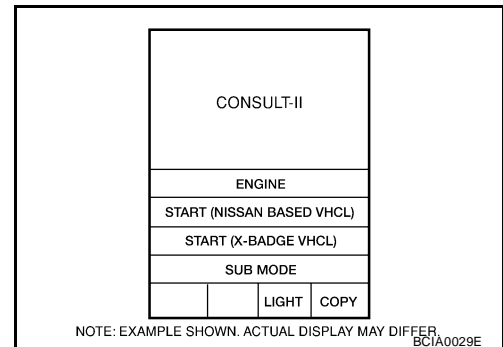 CONSULT-II
ENGINE
START (NISSAN BASED VHCL)
START (X-BADGE VHCL)
SUB MODE
LIGHT COPY
NOTE: EXAMPLE SHOWN. ACTUAL DISPLAY MAY DIFFER.
BCIA0029E